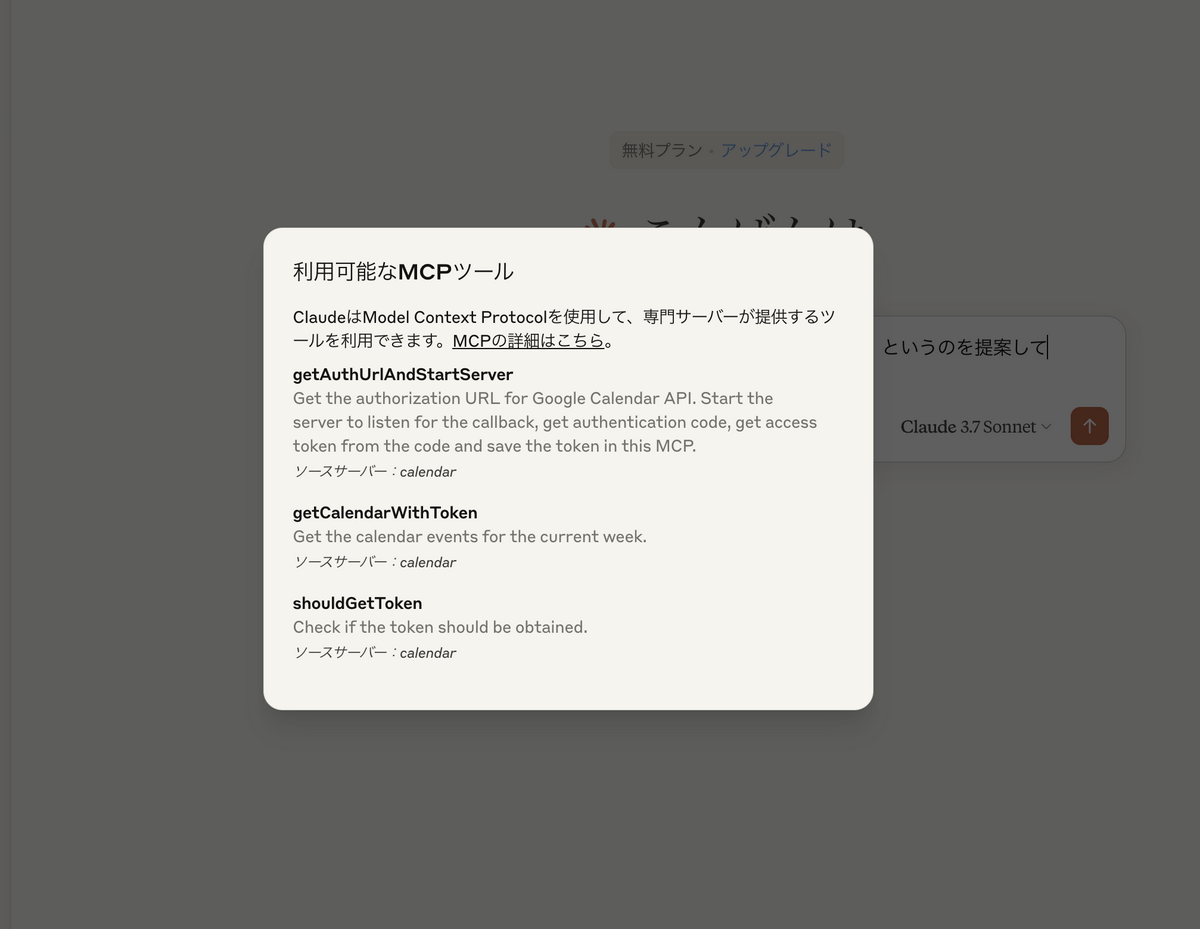 無料プラン・アップグレード
利用可能なMCPツール
ClaudeはModel Context Protocolを使用して、専門サーバーが提供するツ
ールを利用できます。MCPの詳細はこちら。
というのを提案して
getAuthUrlAndStartServer
Get the authorization URL for Google Calendar API. Start the
server to listen for the callback, get authentication code, get access
token from the code and save the token in this MCP.
Claude 3.7 Sonnet
ソースサーバー：calendar
getCalendarWithToken
Get the calendar events for the current week.
ソースサーバー：calendar
shouldGetToken
Check if the token should be obtained.
ソースサーバー：calendar